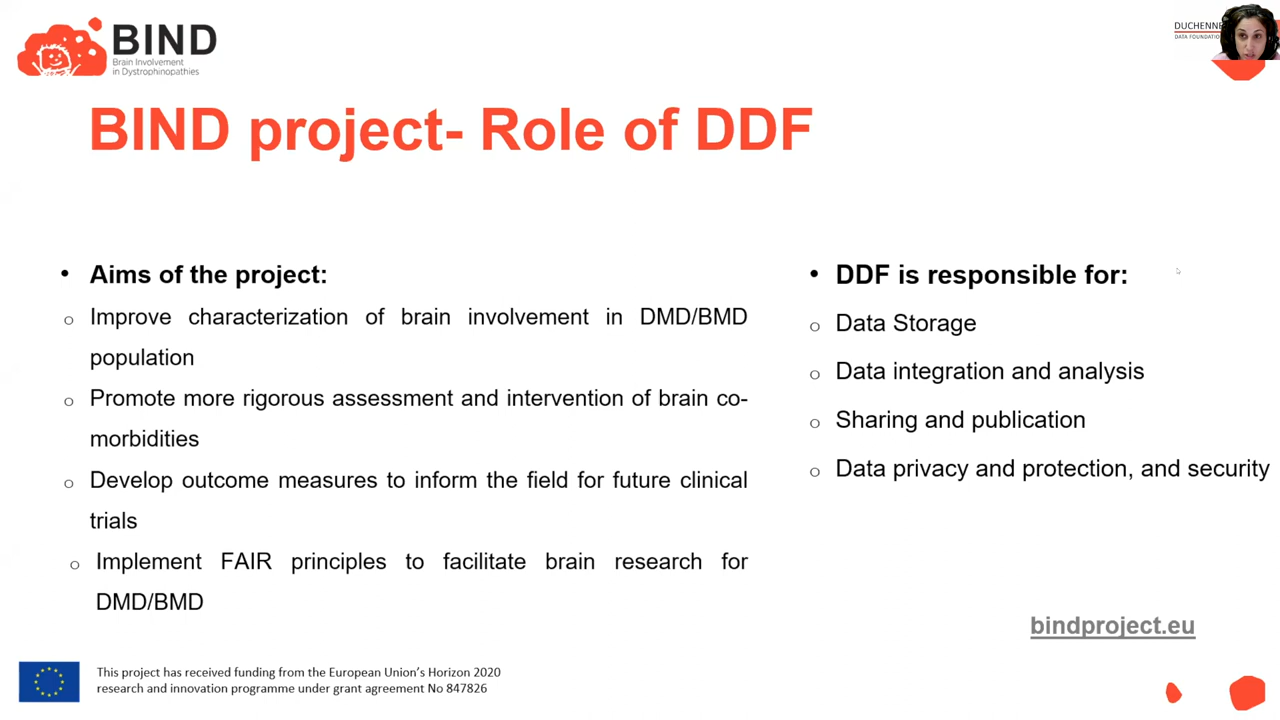 BIND
Brain Involvement
in Dystrophinopathies
DUCHENNE
DATA FOUNDATION
BIND project- Role of DDF
• Aims of the project:
o Improve characterization of brain involvement in DMD/BMD
population
o Promote more rigorous assessment and intervention of brain co-
morbidities
o Develop outcome measures to inform the field for future clinical
trials
o Implement FAIR principles to facilitate brain research for
DMD/BMD
• DDF is responsible for:
o Data Storage
o Data integration and analysis
o Sharing and publication
o Data privacy and protection, and security
bindproject.eu
This project has received funding from the European Union's Horizon 2020
research and innovation programme under grant agreement No 847826